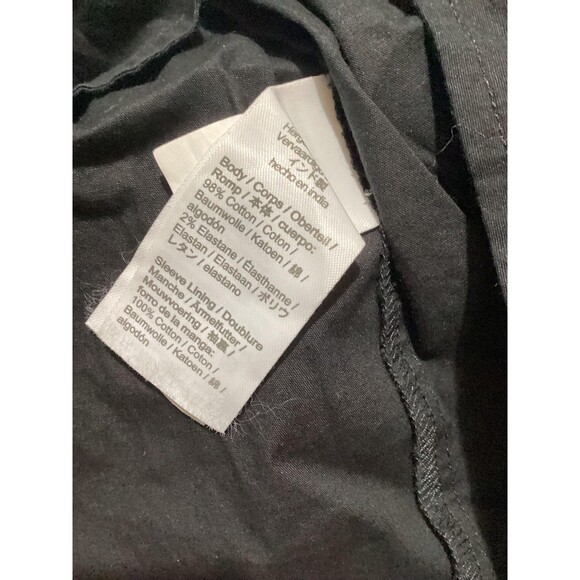 Vervaardig
インド製
hecho en india
Body / Corps / Oberteil /
Romp / 本体 / cuerpo:
98% Cotton / Coton /
Baumwolle / Katoen / 綿 /
algodón
2% Elastane / Élasthanne /
Elastan / Elastaan / ポリウ
レタン / elastano
Sleeve Lining / Doublure
Manche / Ärmelfutter /
Mouwvoering / 袖裏 /
forro de la manga:
100% Cotton / Coton /
Baumwolle / Katoen / 綿 /
algodón